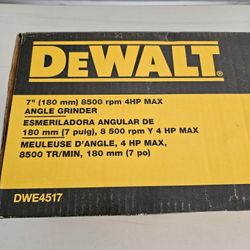 DEWALT
7" (180 mm) 8500 rpm 4HP MAX
ANGLE GRINDER
ESMERILADORA ANGULAR DE
180 mm (7 pulg), 8 500 rpm Y 4 HP MAX
MEULEUSE D'ANGLE, 4 HP MAX,
8500 TR/MIN, 180 mm (7 po)
DWE4517